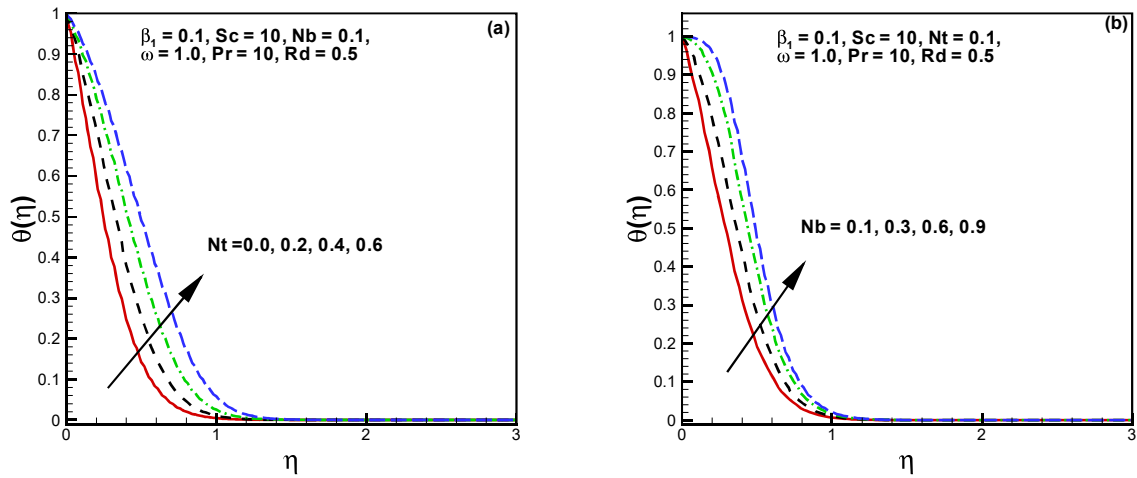 (a)
β₁ = 0.1, Sc = 10, Nb = 0.1,
ω = 1.0, Pr = 10, Rd = 0.5
Nt =0.0, 0.2, 0.4, 0.6
θ(η)
1
0.9
0.8
0.7
0.6
0.5
0.4
0.3
0.2
0.1
0
0 1 2 3
η
(b)
β₁ = 0.1, Sc = 10, Nt = 0.1,
ω = 1.0, Pr = 10, Rd = 0.5
Nb = 0.1, 0.3, 0.6, 0.9
θ(η)
1
0.9
0.8
0.7
0.6
0.5
0.4
0.3
0.2
0.1
0
0 1 2 3
η